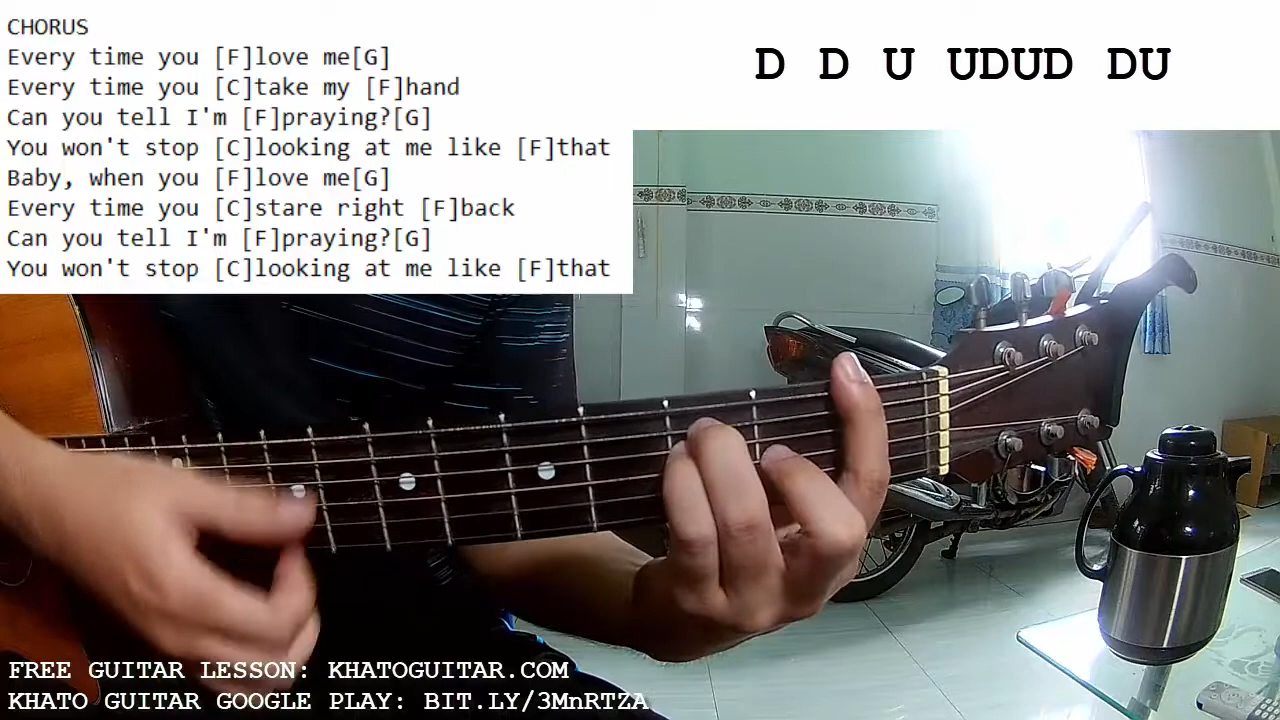 CHORUS
Every time you [F]love me[G]
Every time you [C]take my [F]hand
Can you tell I'm [F]praying?[G]
You won't stop [C]looking at me like [F]that
Baby, when you [F]love me[G]
Every time you [C]stare right [F]back
Can you tell I'm [F]praying?[G]
You won't stop [C]looking at me like [F]that
D D U UDUD DU
FREE GUITAR LESSON: KHATOGUITAR.COM
KHATO GUITAR GOOGLE PLAY: BIT.LY/3MnRTZA